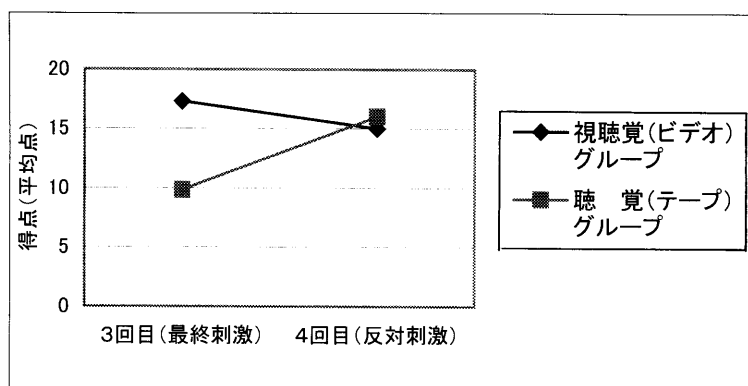 20
15
10
5
0
得点(平均点)
3回目(最終刺激)
4回目(反対刺激)
視聴覚(ビデオ)
グループ
聴　覚(テープ)
グループ